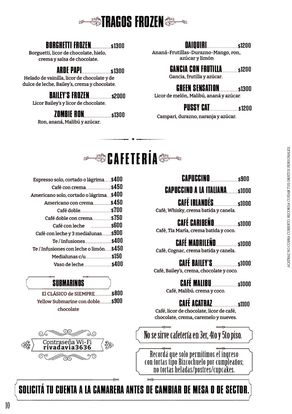 TRAGOS FROZEN
BORGHETTI FROZEN $1300
Borguetti, licor de chocolate, hielo,
crema y salsa de chocolate.
ARDE PAPI $1300
Helado de vainilla, licor de chocolate y de
dulce de leche, Bailey's, crema y chocolate.
BAILEY'S FROZEN $2000
Licor Bailey's y licor de chocolate.
ZOMBIE RON $1300
Ron, ananá, Malibú y azúcar.
DAIQUIRI $1200
Ananá-Frutillas-Durazno-Mango, ron,
azúcar y limón
GANCIA CON FRUTILLA $1200
Gancia, frutilla y azúcar.
GREEN SENSATION $1300
Licor de melón, Malibú, ananá y azúcar.
PUSSY CAT $1200
Campari, durazno, naranja y azúcar.
CAFETERÍA
Espresso solo, cortado o lágrima $400
Café con crema $450
Americano solo, cortado o lágrima $400
Americano con crema $450
Café doble $700
Café doble con crema $750
Café con leche $600
Café con leche y 3 medialunas $900
Te / Infusiones $400
Te / Infusiones con leche o limón $450
Medialunas c/u $150
Vaso de leche $400
SUBMARINOS
El CLÁSICO de SIEMPRE $800
Yellow Submarine con doble $900
chocolate
CAPUCCINO $900
CAPUCCINO A LA ITALIANA $1000
CAFÉ IRLANDÉS $1000
Café, Whisky, crema batida y canela.
CAFÉ CARIBEÑO $1000
Café, Tía María, crema batida y coco.
CAFÉ MADRILEÑO $1000
Café, Cognac, crema batida y canela.
CAFÉ BAILEY'S $1000
Café, Bailey's, crema, chocolate y coco.
CAFÉ MALIBU $1000
Café, Malibú, crema y coco.
CAFÉ ACATRAZ $1100
Café, licor de chocolate, licor de café,
chocolate, crema, caramelo y nueves.
Contraseña Wi-Fi
rivadavia3636
No se sirve cafetería en 3er, 4to y 5to piso.
Recordá que solo permitimos el ingreso
con tortas tipo Bizcochuelo por cumpleaños;
no tortas heladas/postres/cupcakes.
SOLICITÁ TU CUENTA A LA CAMARERA ANTES DE CAMBIAR DE MESA O DE SECTOR.
10